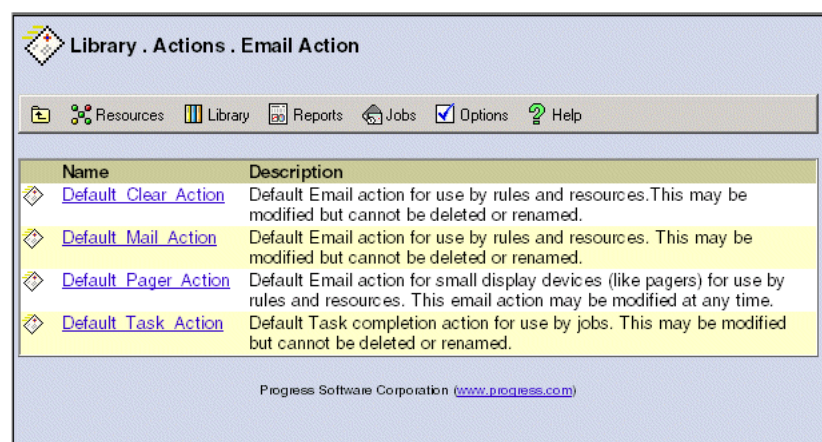 Library . Actions . Email Action
Resources Library Reports Jobs Options Help
Name Description
Default Clear Action Default Email action for use by rules and resources.This may be
modified but cannot be deleted or renamed.
Default Mail Action Default Email action for use by rules and resources. This may be
modified but cannot be deleted or renamed.
Default Pager Action Default Email action for small display devices (like pagers) for use by
rules and resources. This email action may be modified at any time.
Default Task Action Default Task completion action for use by jobs. This may be modified
but cannot be deleted or renamed.
Progress Software Corporation (www.progress.com)